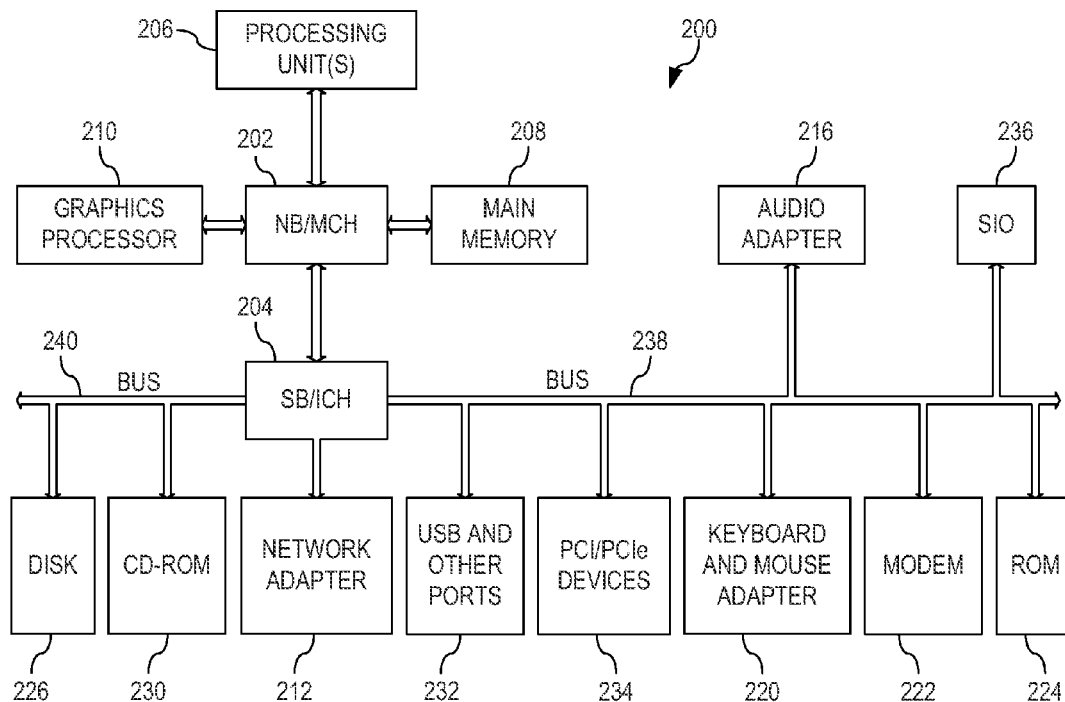 206
PROCESSING
UNIT(S)
200
210
202
208
216
236
GRAPHICS
PROCESSOR
NB/MCH
MAIN
MEMORY
AUDIO
ADAPTER
SIO
204
240
238
BUS
SB/ICH
BUS
DISK
CD-ROM
NETWORK
ADAPTER
USB AND
OTHER
PORTS
PCI/PCIe
DEVICES
KEYBOARD
AND MOUSE
ADAPTER
MODEM
ROM
226
230
212
232
234
220
222
224